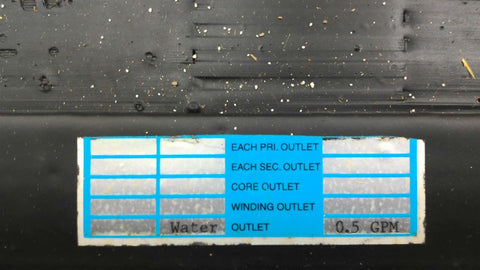 EACH PRI. OUTLET
EACH SEC. OUTLET
CORE OUTLET
WINDING OUTLET
Water OUTLET 0.5 GPM